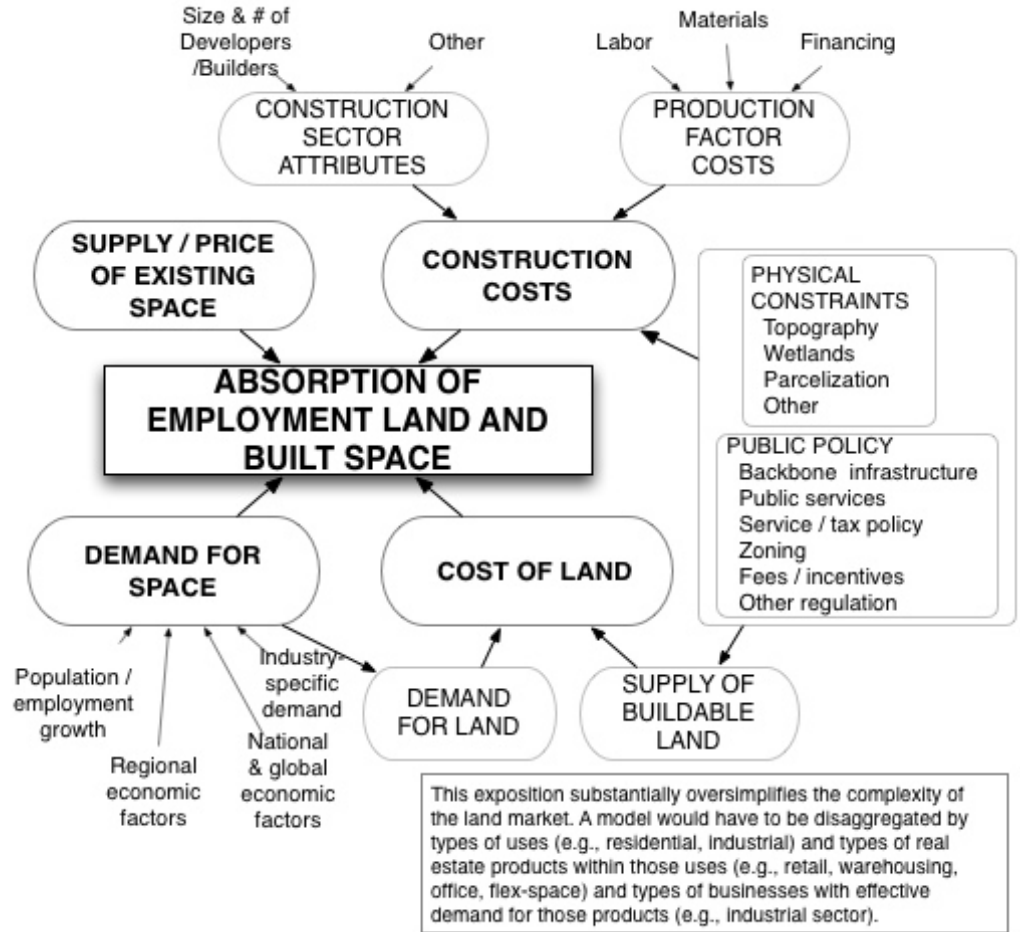 Size & # of
Developers
/Builders
Other
Labor
Materials
Financing
CONSTRUCTION
SECTOR
ATTRIBUTES
PRODUCTION
FACTOR
COSTS
SUPPLY / PRICE
OF EXISTING
SPACE
CONSTRUCTION
COSTS
PHYSICAL
CONSTRAINTS
Topography
Wetlands
Parcelization
Other
ABSORPTION OF
EMPLOYMENT LAND AND
BUILT SPACE
PUBLIC POLICY
Backbone infrastructure
Public services
Service / tax policy
Zoning
Fees / incentives
Other regulation
DEMAND FOR
SPACE
COST OF LAND
Population /
employment
growth
Regional
economic
factors
National
& global
economic
factors
Industry-
specific
demand
DEMAND
FOR LAND
SUPPLY OF
BUILDABLE
LAND
This exposition substantially oversimplifies the complexity of
the land market. A model would have to be disaggregated by
types of uses (e.g., residential, industrial) and types of real
estate products within those uses (e.g., retail, warehousing,
office, flex-space) and types of businesses with effective
demand for those products (e.g., industrial sector).